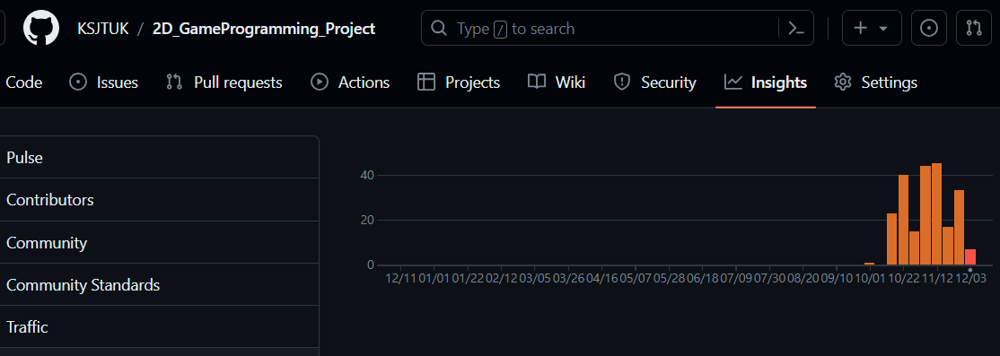 KSJTUK / 2D_GameProgramming_Project Type / to search
Code Issues Pull requests Actions Projects Wiki Security Insights Settings
Pulse
Contributors
Community
Community Standards
Traffic
40
20
0
12/11 01/01 01/22 02/12 03/05 03/26 04/16 05/07 05/28 06/18 07/09 07/30 08/20 09/10 10/01 10/22 11/12 12/03